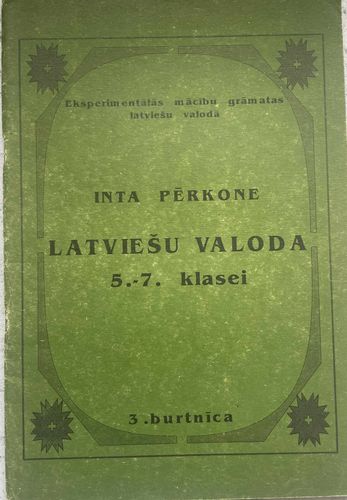 Eksperimentālās mācību grāmatas
latviešu valodā
INTA PĒRKONE
LATVIEŠU VALODA
5.-7. klasei
3.burtnīca